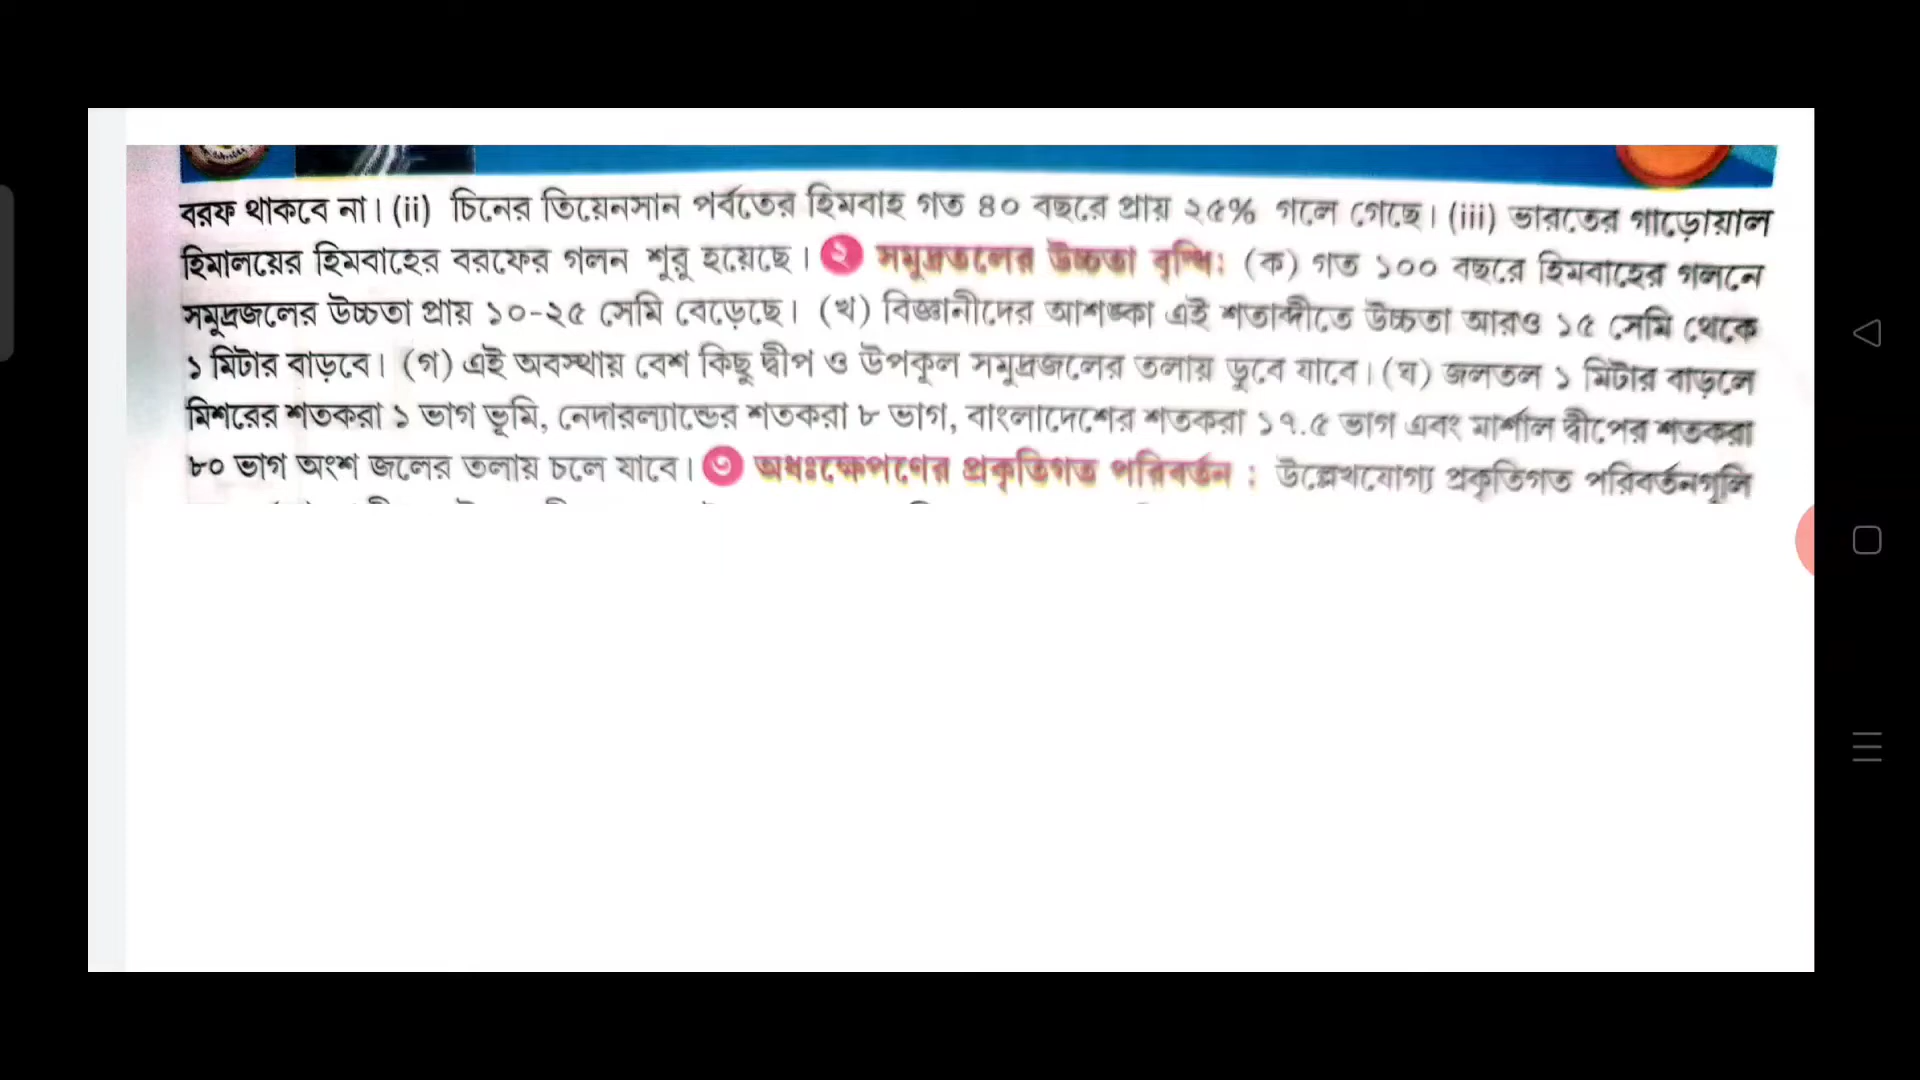 বরফ থাকবে না। (ii) চিনের তিয়েনসান পর্বতের হিমবাহ গত ৪০ বছরে প্রায় ২৫% গলে গেছে। (iii) ভারতের গাড়োয়াল
হিমালয়ের হিমবাহের বরফের গলন শুরু হয়েছে। ২ সমুদ্রতলের উচ্চতা বৃদ্ধি: (ক) গত ১০০ বছরে হিমবাহের গলনে
সমুদ্রজলের উচ্চতা প্রায় ১০-২৫ সেমি বেড়েছে। (খ) বিজ্ঞানীদের আশঙ্কা এই শতাব্দীতে উচ্চতা আরও ১৫ সেমি থেকে
১ মিটার বাড়বে। (গ) এই অবস্থায় বেশ কিছু দ্বীপ ও উপকূল সমুদ্রজলের তলায় ডুবে যাবে। (ঘ) জলতল ১ মিটার বাড়লে
মিশরের শতকরা ১ ভাগ ভূমি, নেদারল্যান্ডের শতকরা ৮ ভাগ, বাংলাদেশের শতকরা ১৭.৫ ভাগ এবং মার্শাল দ্বীপের শতকরা
৮০ ভাগ অংশ জলের তলায় চলে যাবে। ৩ অধঃক্ষেপণের প্রকৃতিগত পরিবর্তন : উল্লেখযোগ্য প্রকৃতিগত পরিবর্তনগুলি